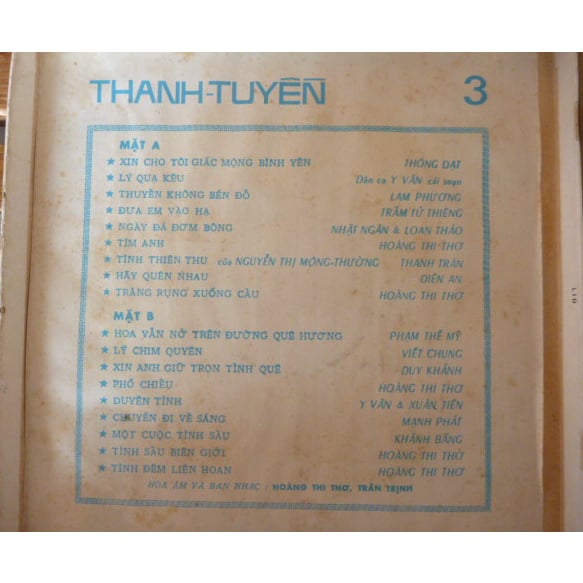 THANH-TUYỀN 3
MẶT A
★ XIN CHO TÔI GIẤC MỘNG BÌNH YÊN THÔNG ĐẠT
★ LÝ QUẠ KÊU Dân ca Y VÂN cải soạn
★ THUYỀN KHÔNG BẾN ĐỖ LAM PHƯƠNG
★ ĐƯA EM VÀO HẠ TRẦM TỬ THIÊNG
★ NGÀY ĐÁ ĐƠM BÔNG NHẬT NGÂN & LOAN THẢO
★ TÌM ANH HOÀNG THI THƠ
★ TÌNH THIÊN THU của NGUYỄN THỊ MỘNG-THƯỜNG THANH TRÂN
★ HÃY QUÊN NHAU DIÊN AN
★ TRĂNG RỤNG XUỐNG CẦU HOÀNG THI THƠ
MẶT B
★ HOA VẪN NỞ TRÊN ĐƯỜNG QUÊ HƯƠNG PHẠM THẾ MỸ
★ LÝ CHIM QUYÊN VIẾT CHUNG
★ XIN ANH GIỮ TRỌN TÌNH QUÊ DUY KHÁNH
★ PHỐ CHIỀU HOÀNG THI THƠ
★ DUYÊN TÌNH Y VÂN & XUÂN TIÊN
★ CHUYẾN ĐI VỀ SÁNG MẠNH PHÁT
★ MỘT CUỘC TÌNH SẦU KHÁNH BĂNG
★ TÌNH SẦU BIÊN GIỚI HOÀNG THI THƠ
★ TÌNH ĐÊM LIÊN HOAN HOÀNG THI THƠ
HÒA ÂM VÀ BAN NHẠC : HOÀNG THI THƠ, TRẦN TRỊNH